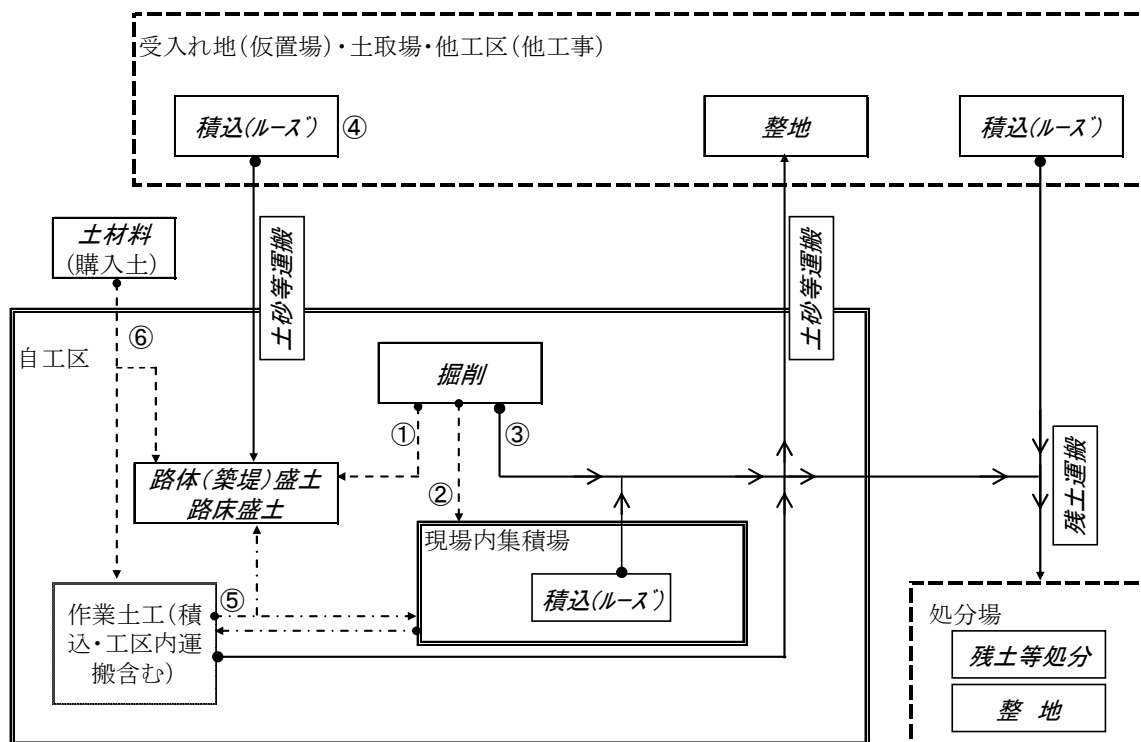 受入れ地(仮置場)・土取場・他工区(他工事)
積込(ﾙｰｽﾞ)
④
整地
積込(ﾙｰｽﾞ)
土材料
(購入土)
土砂等運搬
土砂等運搬
⑥
自工区
掘削
①
③
路体(築堤)盛土
路床盛土
②
残土運搬
現場内集積場
積込(ﾙｰｽﾞ)
作業土工(積
込・工区内運
搬含む)
⑤
処分場
残土等処分
整 地